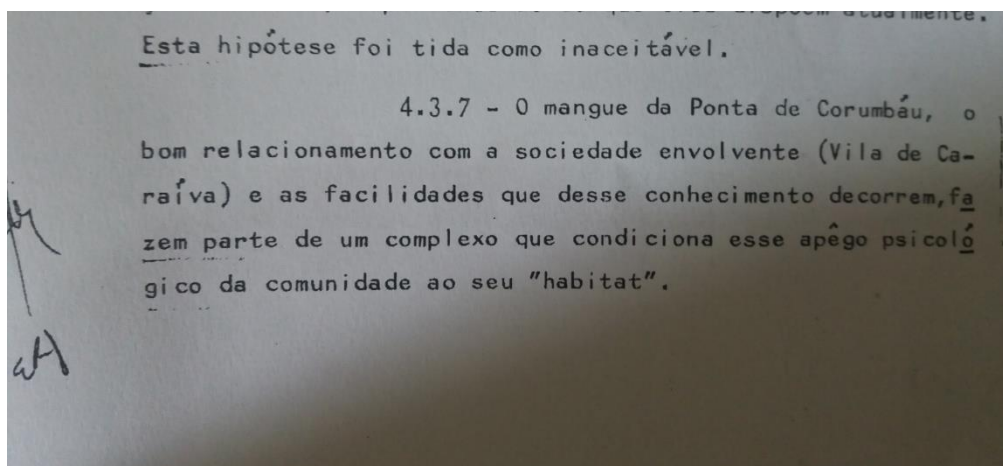 atualmente.
Esta hipótese foi tida como inaceitável.
4.3.7 - O mangue da Ponta de Corumbáu, o
bom relacionamento com a sociedade envolvente (Vila de Ca-
raíva) e as facilidades que desse conhecimento decorrem,fa
zem parte de um complexo que condiciona esse apêgo psicoló
gico da comunidade ao seu "habitat".